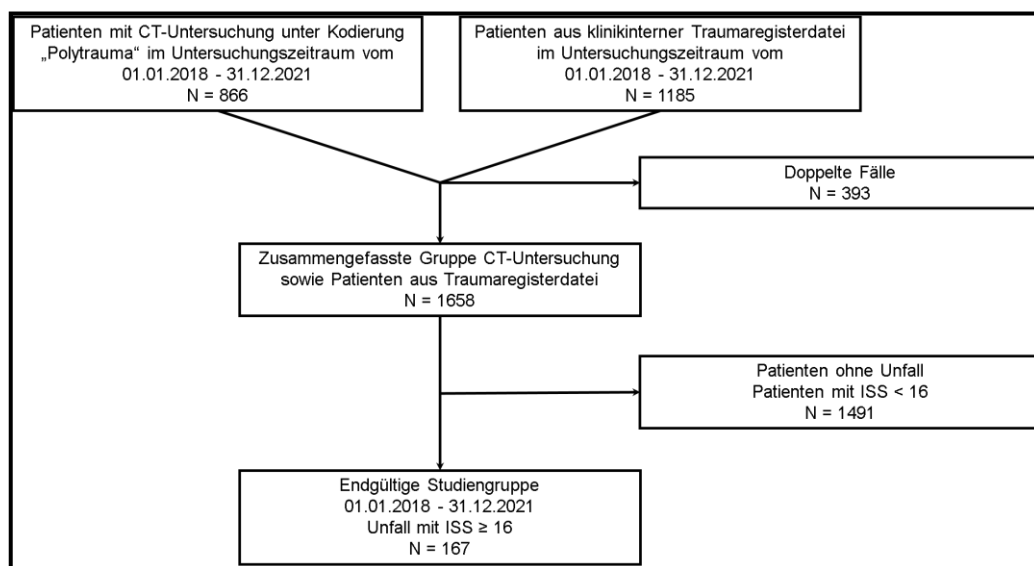 Patienten mit CT-Untersuchung unter Kodierung
„Polytrauma“ im Untersuchungszeitraum vom
01.01.2018 - 31.12.2021
N = 866
Patienten aus klinikinterner Traumaregisterdatei
im Untersuchungszeitraum vom
01.01.2018 - 31.12.2021
N = 1185
Doppelte Fälle
N = 393
Zusammengefasste Gruppe CT-Untersuchung
sowie Patienten aus Traumaregisterdatei
N = 1658
Patienten ohne Unfall
Patienten mit ISS < 16
N = 1491
Endgültige Studiengruppe
01.01.2018 - 31.12.2021
Unfall mit ISS ≥ 16
N = 167